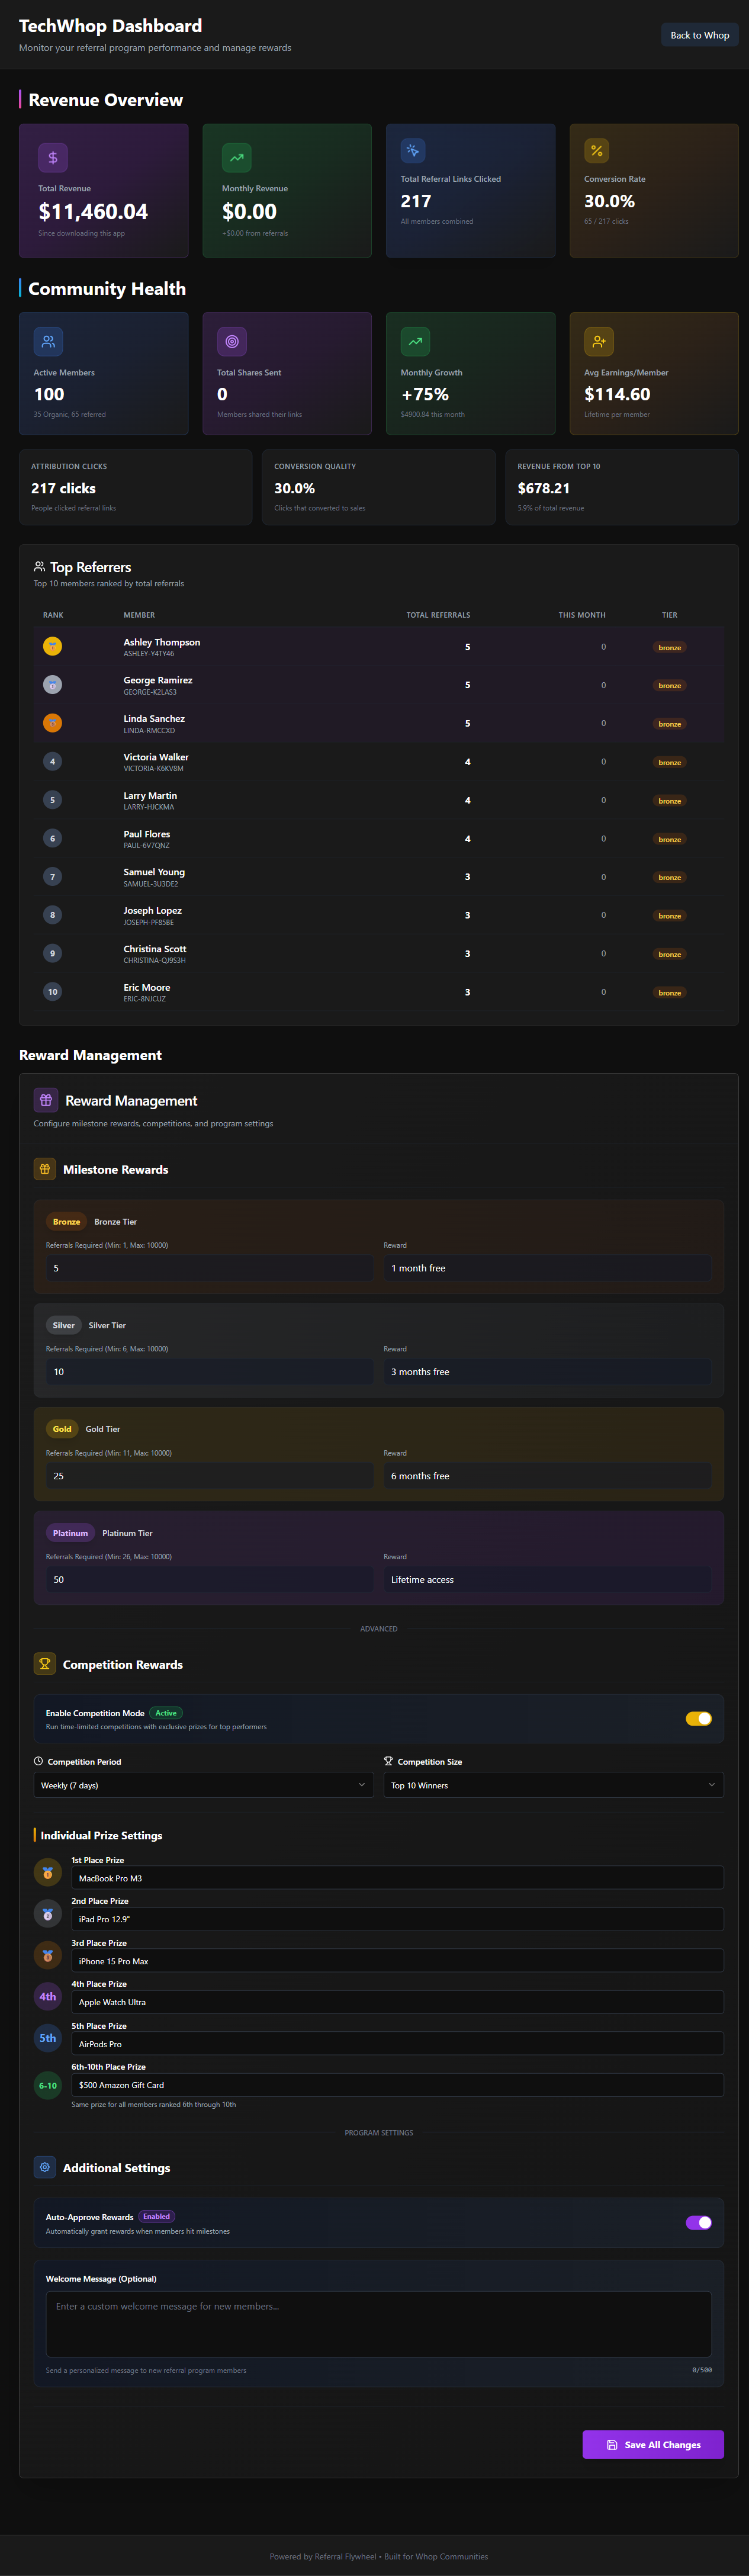 TechWhop Dashboard
Monitor your referral program performance and manage rewards
Back to Whop
Revenue Overview
Total Revenue
$11,460.04
Since downloading this app
Monthly Revenue
$0.00
+$0.00 from referrals
Total Referral Links Clicked
217
All members combined
Conversion Rate
30.0%
65 / 217 clicks
Community Health
Active Members
100
35 Organic, 65 referred
Total Shares Sent
0
Members shared their links
Monthly Growth
+75%
$4900.84 this month
Avg Earnings/Member
$114.60
Lifetime per member
ATTRIBUTION CLICKS
217 clicks
People clicked referral links
CONVERSION QUALITY
30.0%
Clicks that converted to sales
REVENUE FROM TOP 10
$678.21
5.9% of total revenue
Top Referrers
Top 10 members ranked by total referrals
RANK MEMBER TOTAL REFERRALS THIS MONTH TIER
Ashley Thompson 5 0 bronze
ASHLEY-Y4TY46
George Ramirez 5 0 bronze
GEORGE-K2LAS3
Linda Sanchez 5 0 bronze
LINDA-RMCCXD
4 Victoria Walker 4 0 bronze
VICTORIA-K6KV8M
5 Larry Martin 4 0 bronze
LARRY-HJCKMA
6 Paul Flores 4 0 bronze
PAUL-6V7QNZ
7 Samuel Young 3 0 bronze
SAMUEL-3U3DE2
8 Joseph Lopez 3 0 bronze
JOSEPH-PF85BE
9 Christina Scott 3 0 bronze
CHRISTINA-QJ9S3H
10 Eric Moore 3 0 bronze
ERIC-8NJCUZ
Reward Management
Reward Management
Configure milestone rewards, competitions, and program settings
Milestone Rewards
Bronze Bronze Tier
Referrals Required (Min: 1, Max: 10000) Reward
5 1 month free
Silver Silver Tier
Referrals Required (Min: 6, Max: 10000) Reward
10 3 months free
Gold Gold Tier
Referrals Required (Min: 11, Max: 10000) Reward
25 6 months free
Platinum Platinum Tier
Referrals Required (Min: 26, Max: 10000) Reward
50 Lifetime access
ADVANCED
Competition Rewards
Enable Competition Mode Active
Run time-limited competitions with exclusive prizes for top performers
Competition Period Competition Size
Weekly (7 days) Top 10 Winners
Individual Prize Settings
1st Place Prize
MacBook Pro M3
2nd Place Prize
iPad Pro 12.9"
3rd Place Prize
iPhone 15 Pro Max
4th Place Prize
4th Apple Watch Ultra
5th Place Prize
5th AirPods Pro
6th-10th Place Prize
6-10 $500 Amazon Gift Card
Same prize for all members ranked 6th through 10th
PROGRAM SETTINGS
Additional Settings
Auto-Approve Rewards Enabled
Automatically grant rewards when members hit milestones
Welcome Message (Optional)
Enter a custom welcome message for new members...
Send a personalized message to new referral program members 0/500
Save All Changes
Powered by Referral Flywheel • Built for Whop Communities